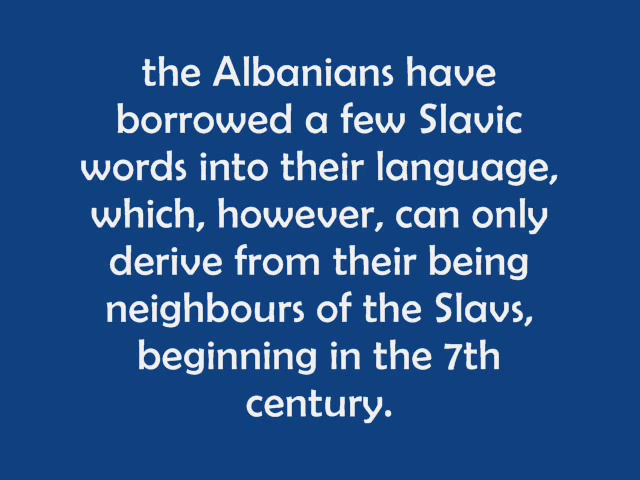 the Albanians have
borrowed a few Slavic
words into their language,
which, however, can only
derive from their being
neighbours of the Slavs,
beginning in the 7th
century.